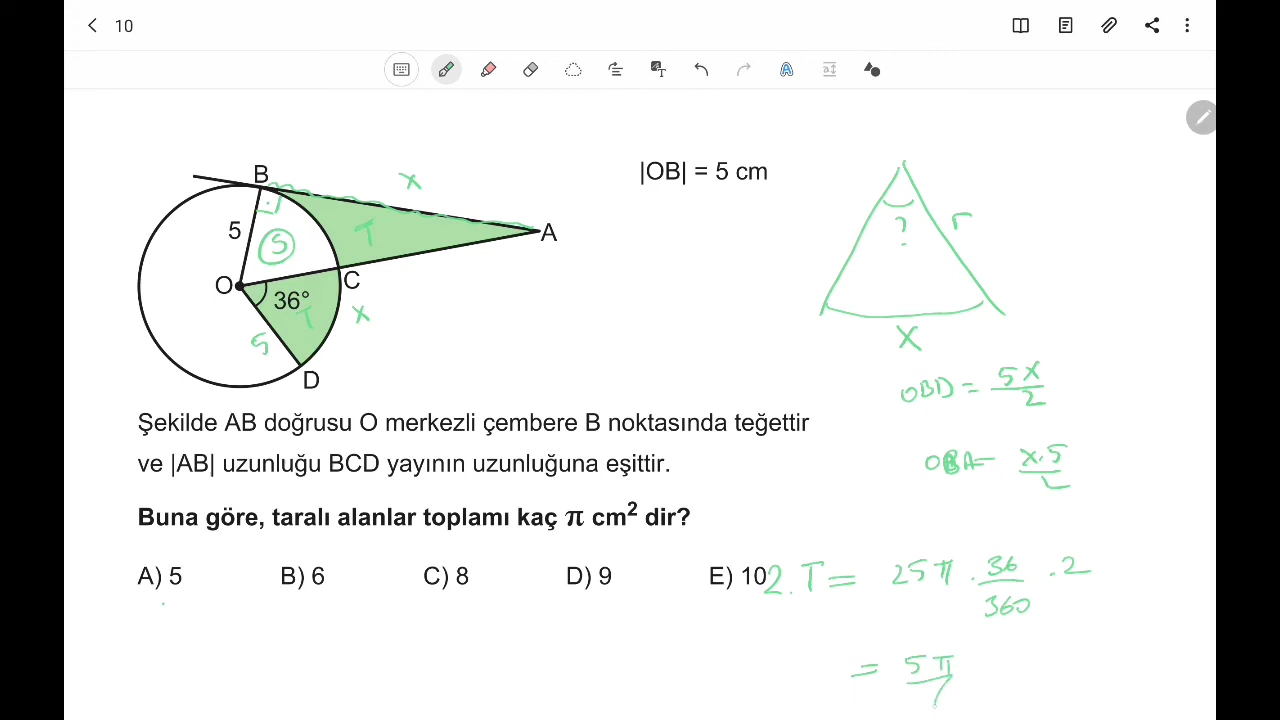 10
|OB| = 5 cm
B
x
5
S
T
A
O
36°
C
T
x
5
D
?
r
x
OBD = 5x/2
Şekilde AB doğrusu O merkezli çembere B noktasında teğettir
ve |AB| uzunluğu BCD yayının uzunluğuna eşittir.
OBA = x.5/2
Buna göre, taralı alanlar toplamı kaç π cm² dir?
A) 5 B) 6 C) 8 D) 9 E) 10
2.T = 25π . 36/360 . 2
= 5π